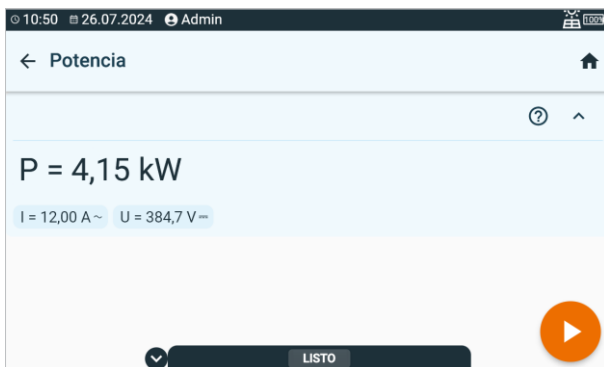 10:50 26.07.2024 Admin 100%
Potencia
P = 4,15 kW
I = 12,00 A ~ U = 384,7 V ⎓
LISTO